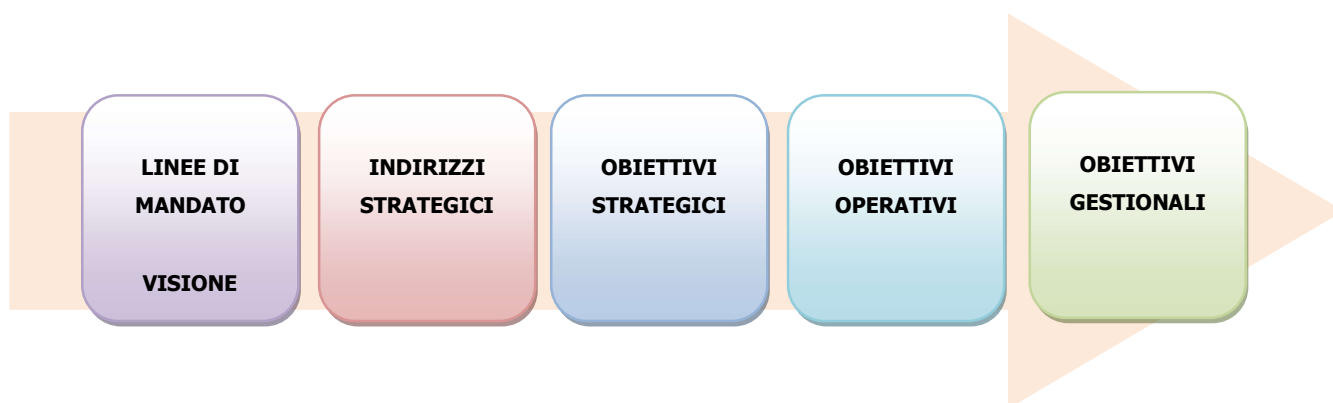 LINEE DI
MANDATO
VISIONE
INDIRIZZI
STRATEGICI
OBIETTIVI
STRATEGICI
OBIETTIVI
OPERATIVI
OBIETTIVI
GESTIONALI